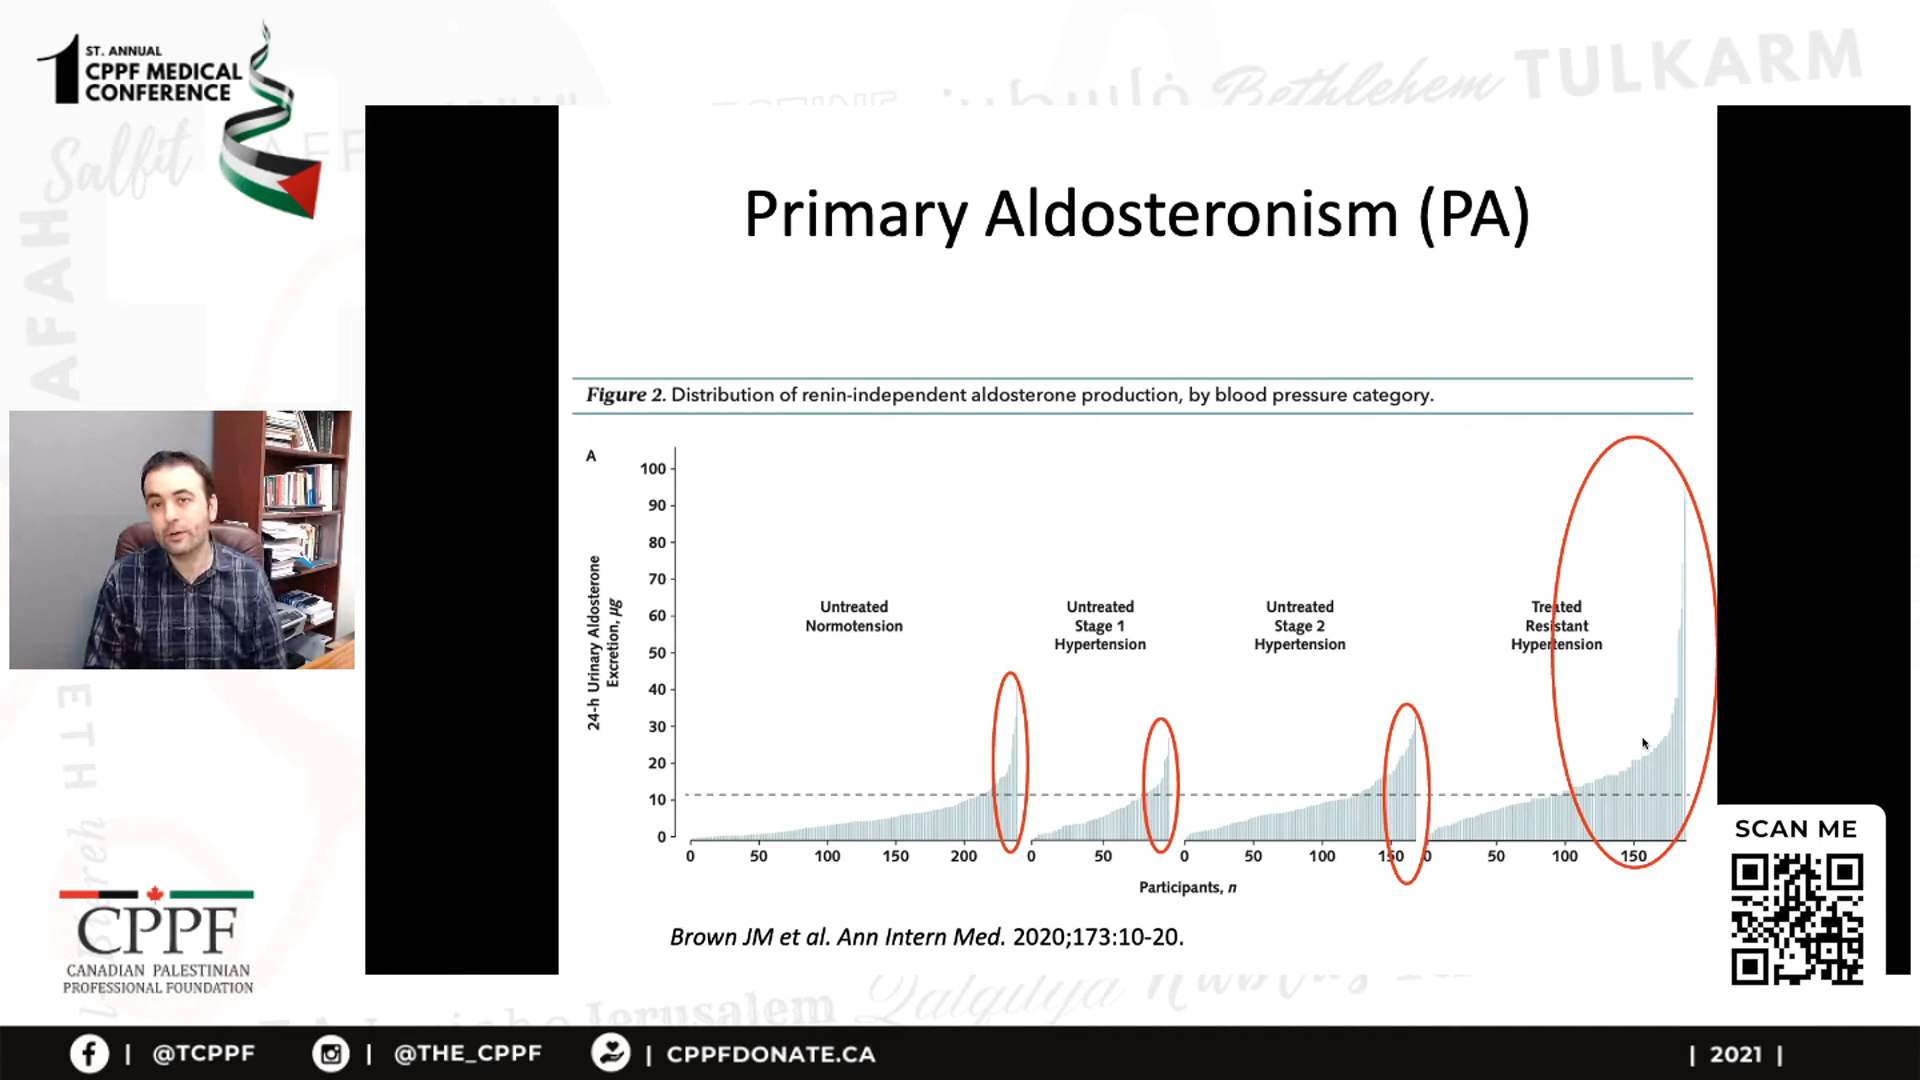 1 ST. ANNUAL
CPPF MEDICAL
CONFERENCE
Bethlehem TULKARM
Salfit
Primary Aldosteronism (PA)
Figure 2. Distribution of renin-independent aldosterone production, by blood pressure category.
A
24-h Urinary Aldosterone
Excretion, µg
100
90
80
70
60
50
40
30
20
10
0
Untreated
Normotension
Untreated
Stage 1
Hypertension
Untreated
Stage 2
Hypertension
Treated
Resistant
Hypertension
0 50 100 150 200 0 50 0 50 100 150 0 50 100 150
Participants, n
Brown JM et al. Ann Intern Med. 2020;173:10-20.
SCAN ME
CPPF
CANADIAN PALESTINIAN
PROFESSIONAL FOUNDATION
Jerusalem Qalqilya
| @TCPPF | @THE_CPPF | CPPFDONATE.CA | 2021 |